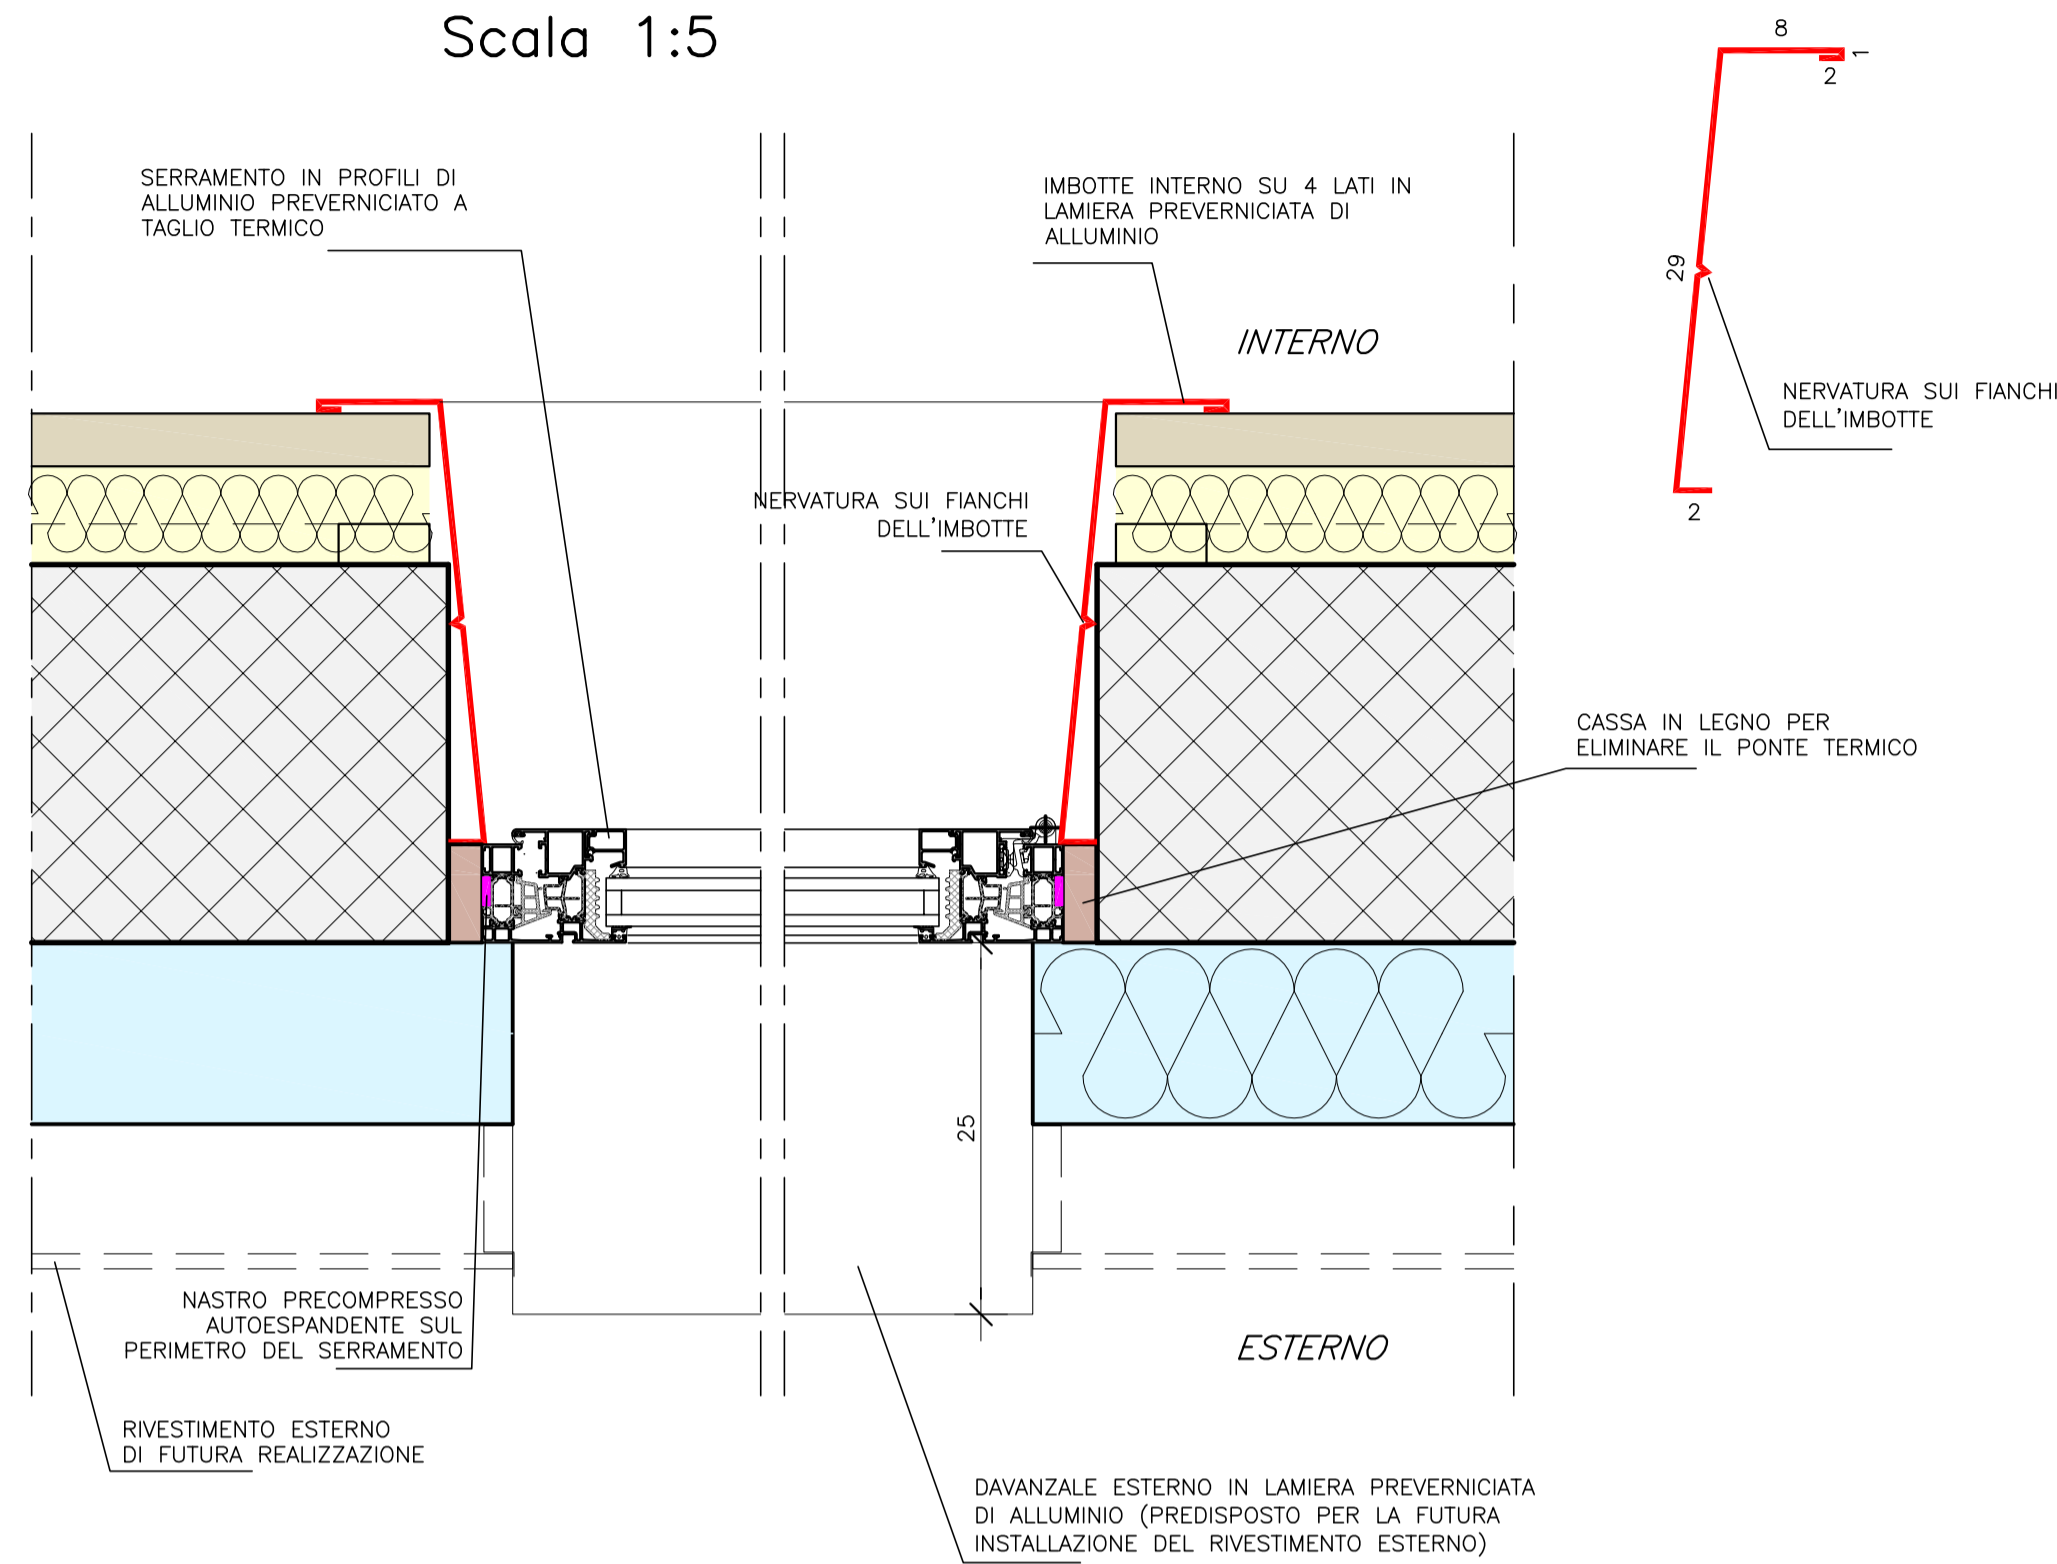 Scala 1:5
8
1
2
SERRAMENTO IN PROFILI DI
ALLUMINIO PREVERNICIATO A
TAGLIO TERMICO
IMBOTTE INTERNO SU 4 LATI IN
LAMIERA PREVERNICIATA DI
ALLUMINIO
29
INTERNO
NERVATURA SUI FIANCHI
DELL'IMBOTTE
NERVATURA SUI FIANCHI
DELL'IMBOTTE
2
CASSA IN LEGNO PER
ELIMINARE IL PONTE TERMICO
25
NASTRO PRECOMPRESSO
AUTOESPANDENTE SUL
PERIMETRO DEL SERRAMENTO
ESTERNO
RIVESTIMENTO ESTERNO
DI FUTURA REALIZZAZIONE
DAVANZALE ESTERNO IN LAMIERA PREVERNICIATA
DI ALLUMINIO (PREDISPOSTO PER LA FUTURA
INSTALLAZIONE DEL RIVESTIMENTO ESTERNO)